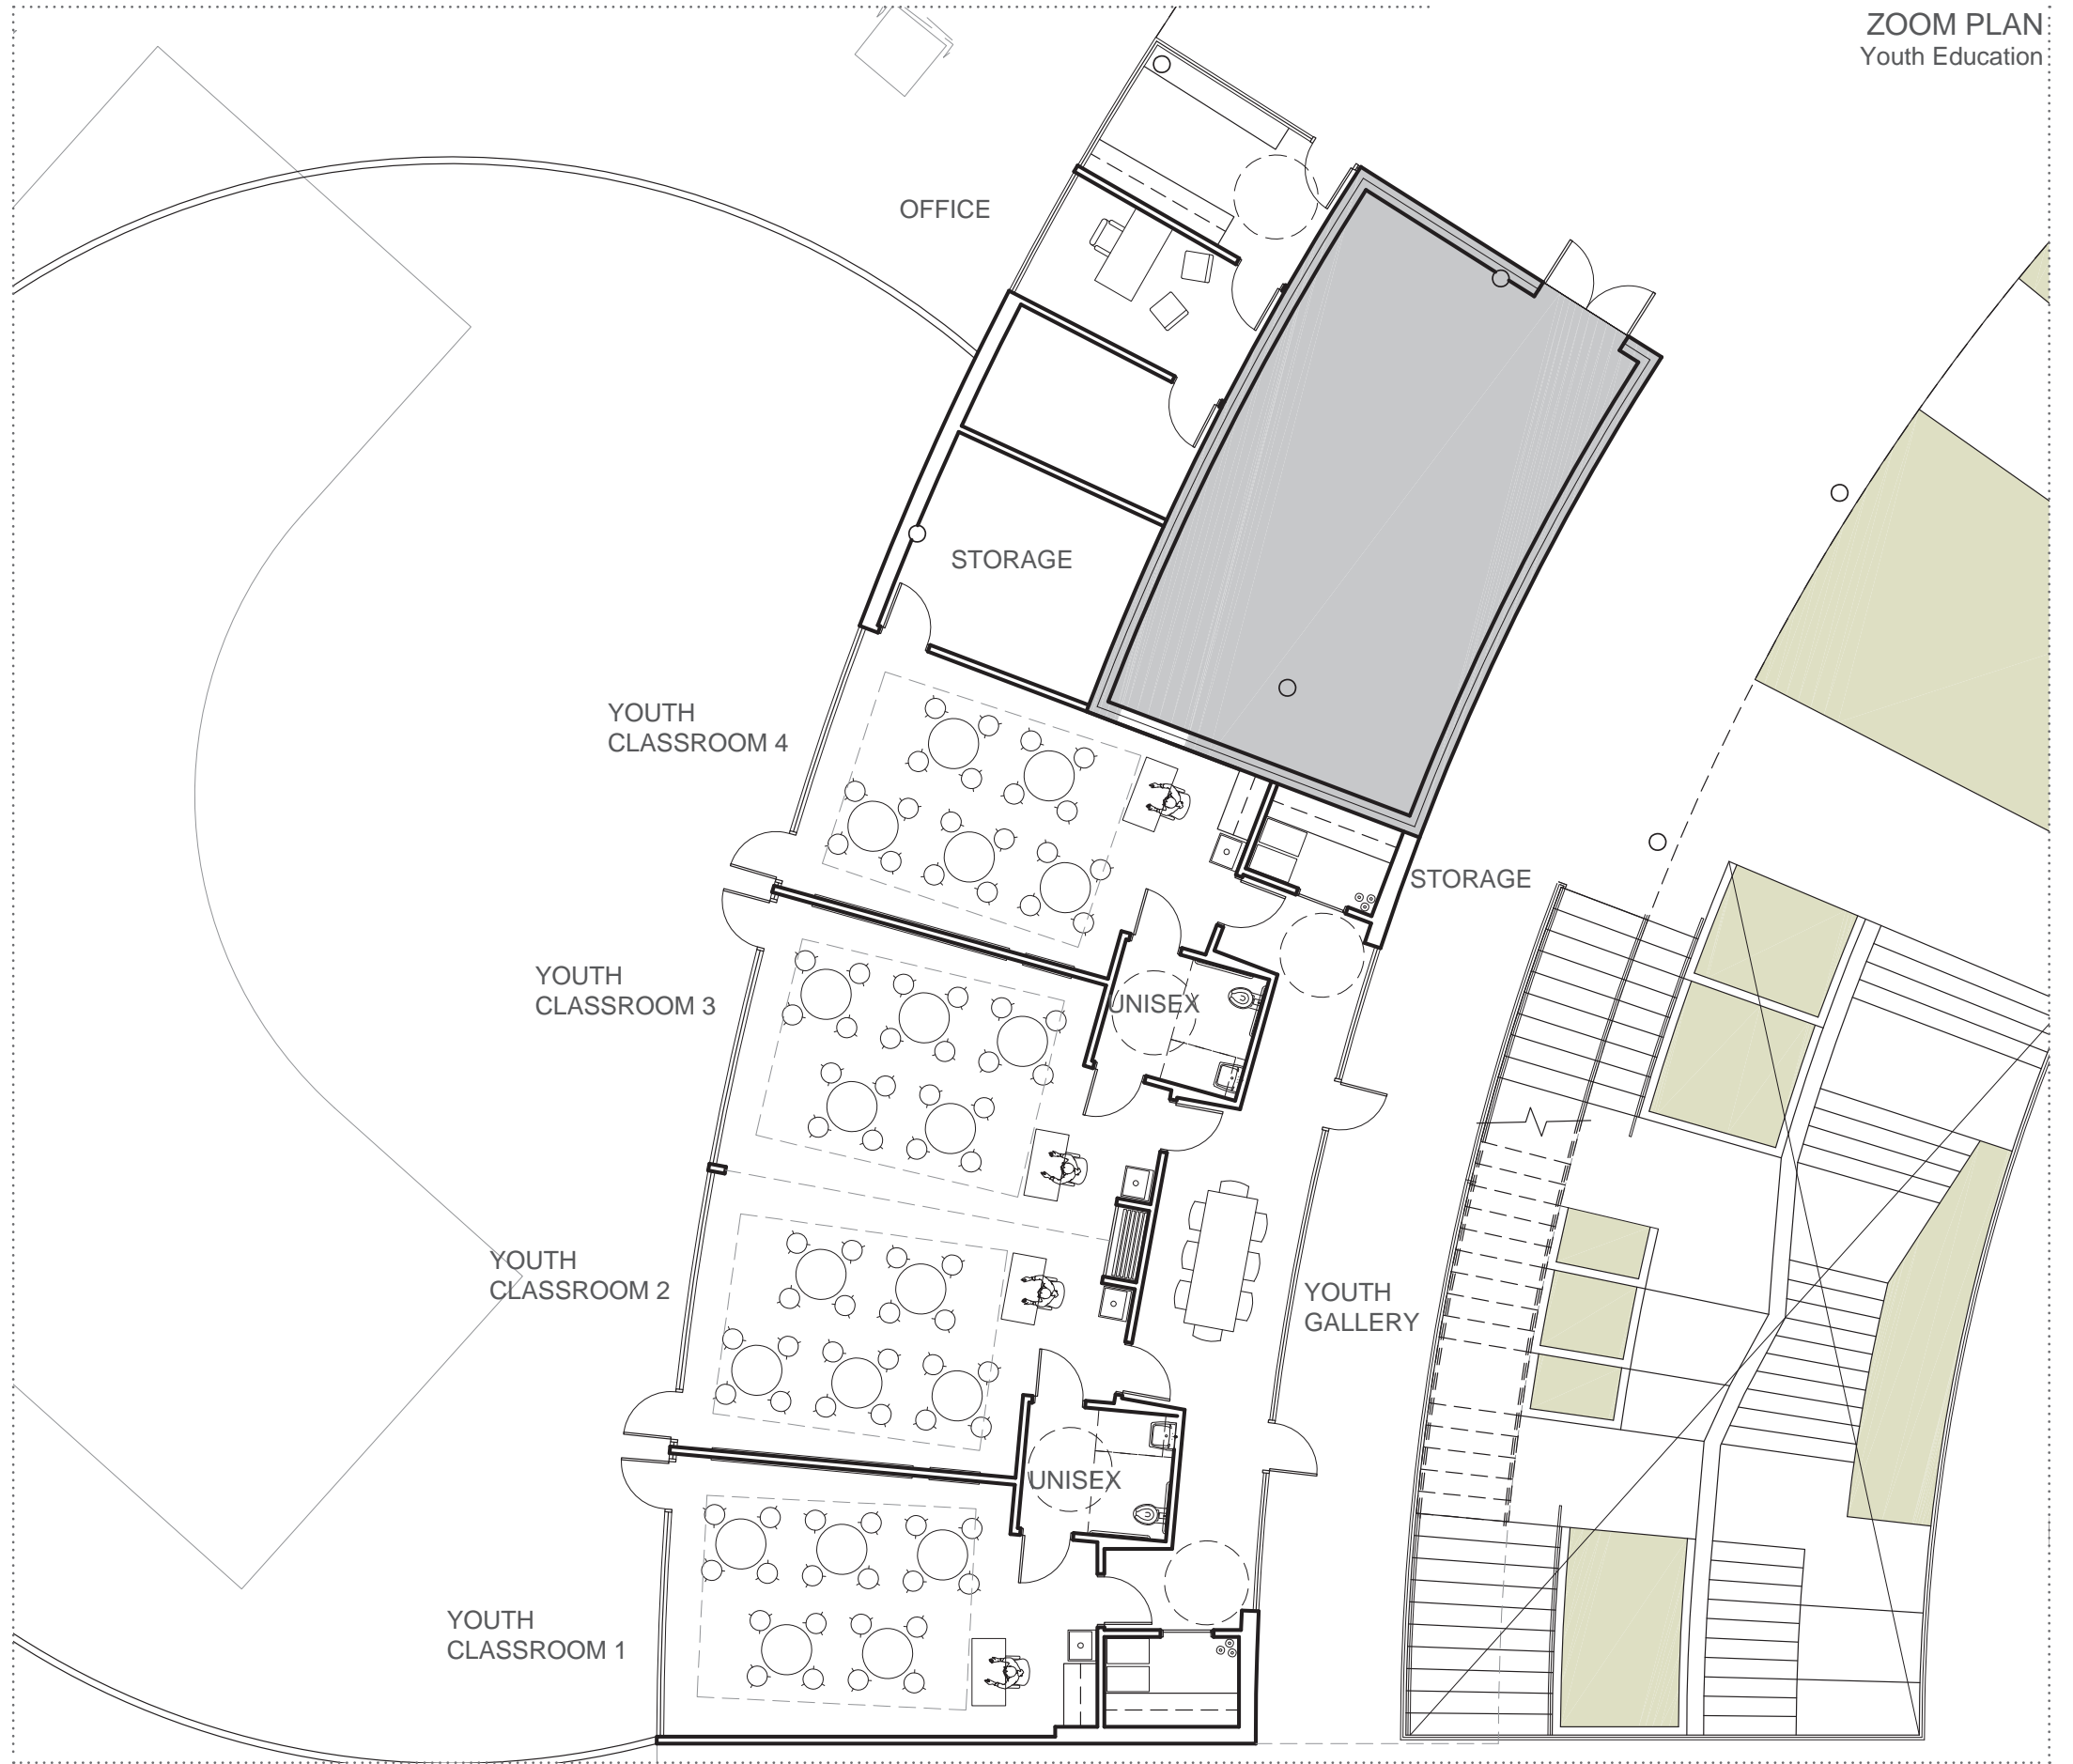 ZOOM PLAN
Youth Education
OFFICE
STORAGE
YOUTH
CLASSROOM 4
STORAGE
YOUTH
CLASSROOM 3
UNISEX
YOUTH
CLASSROOM 2
YOUTH
GALLERY
UNISEX
YOUTH
CLASSROOM 1